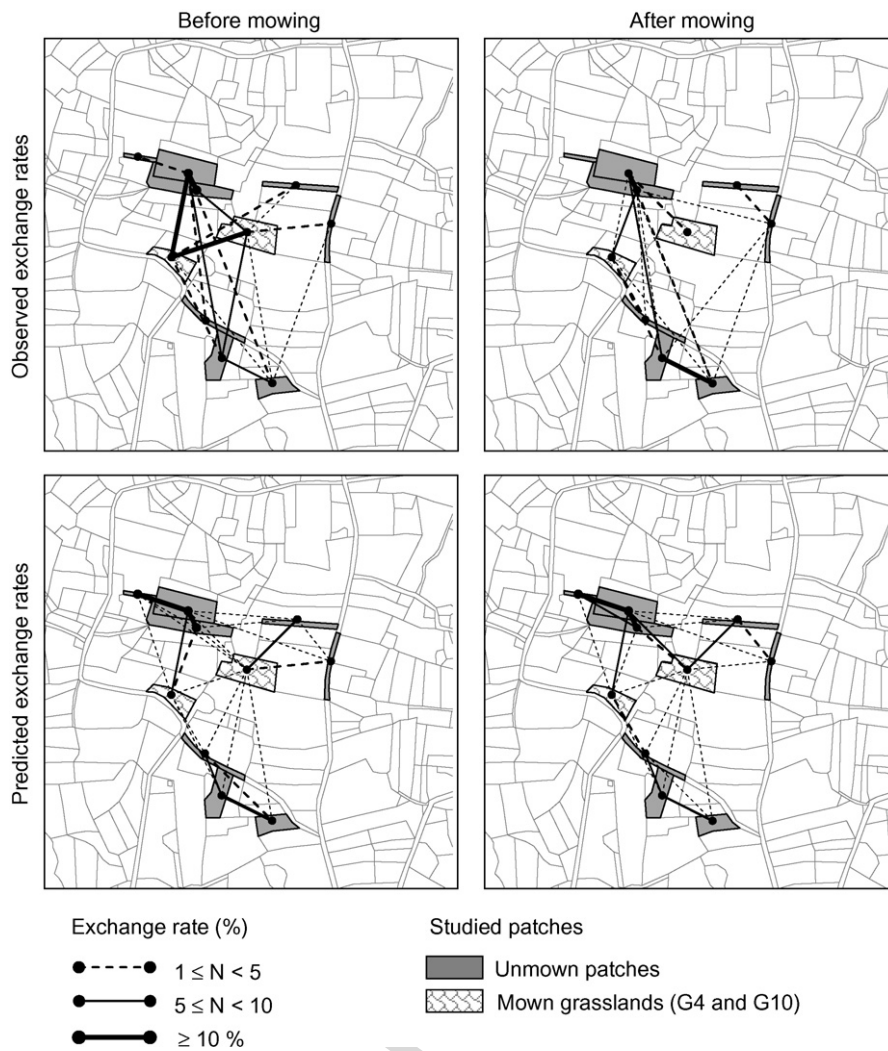 Before mowing
After mowing
Observed exchange rates
Predicted exchange rates
Exchange rate (%)
1 ≤ N < 5
5 ≤ N < 10
≥ 10 %
Studied patches
Unmown patches
Mown grasslands (G4 and G10)